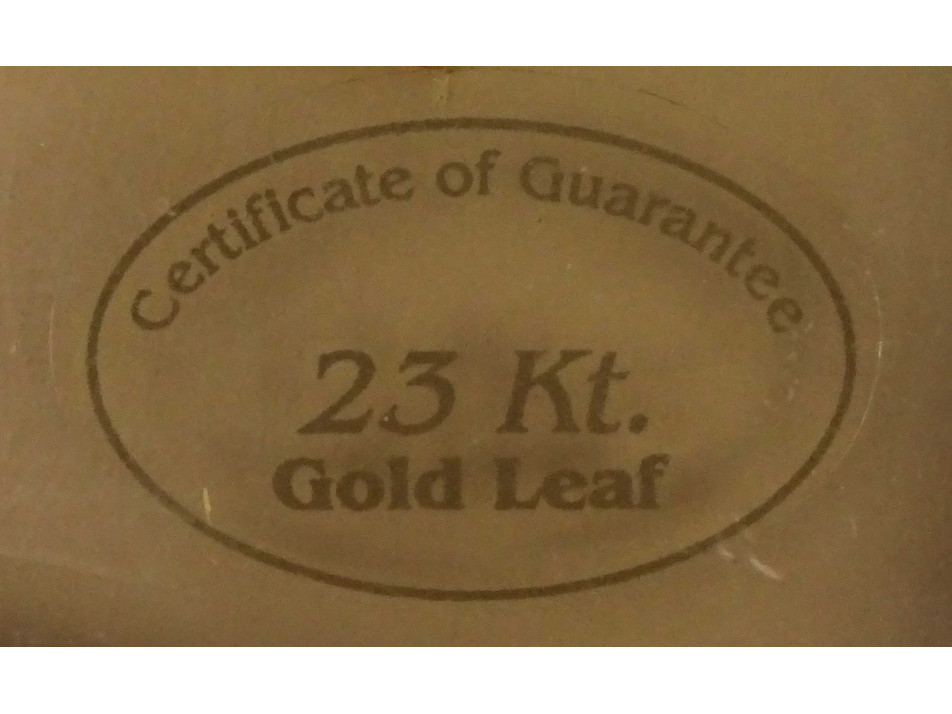 Certificate of Guarantee
23 Kt.
Gold Leaf